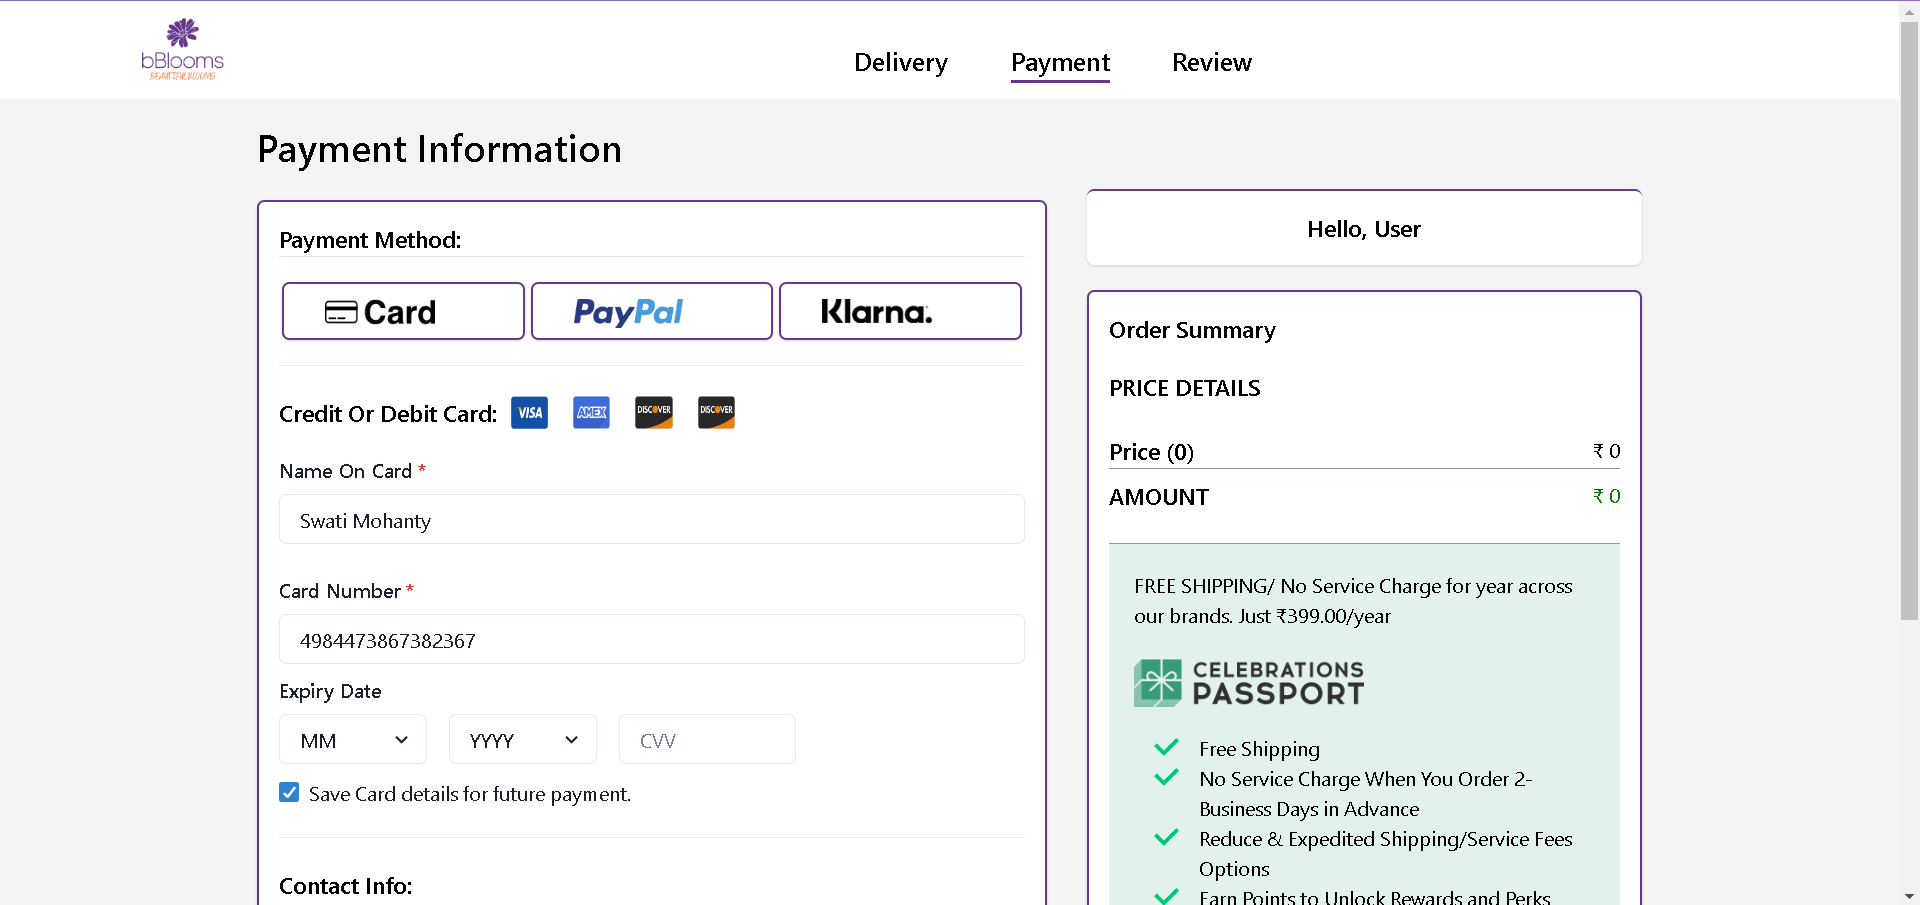 bBlooms
BEAUTIFUL BLOOMS
Delivery
Payment
Review
Payment Information
Payment Method:
Card
PayPal
Klarna.
Credit Or Debit Card:
VISA
AMEX
DISCOVER
DISCOVER
Name On Card *
Swati Mohanty
Card Number *
4984473867382367
Expiry Date
MM
YYYY
CVV
Save Card details for future payment.
Contact Info:
Hello, User
Order Summary
PRICE DETAILS
Price (0)
₹ 0
AMOUNT
₹ 0
FREE SHIPPING/ No Service Charge for year across
our brands. Just ₹399.00/year
CELEBRATIONS
PASSPORT
Free Shipping
No Service Charge When You Order 2-
Business Days in Advance
Reduce & Expedited Shipping/Service Fees
Options
Earn Points to Unlock Rewards and Perks